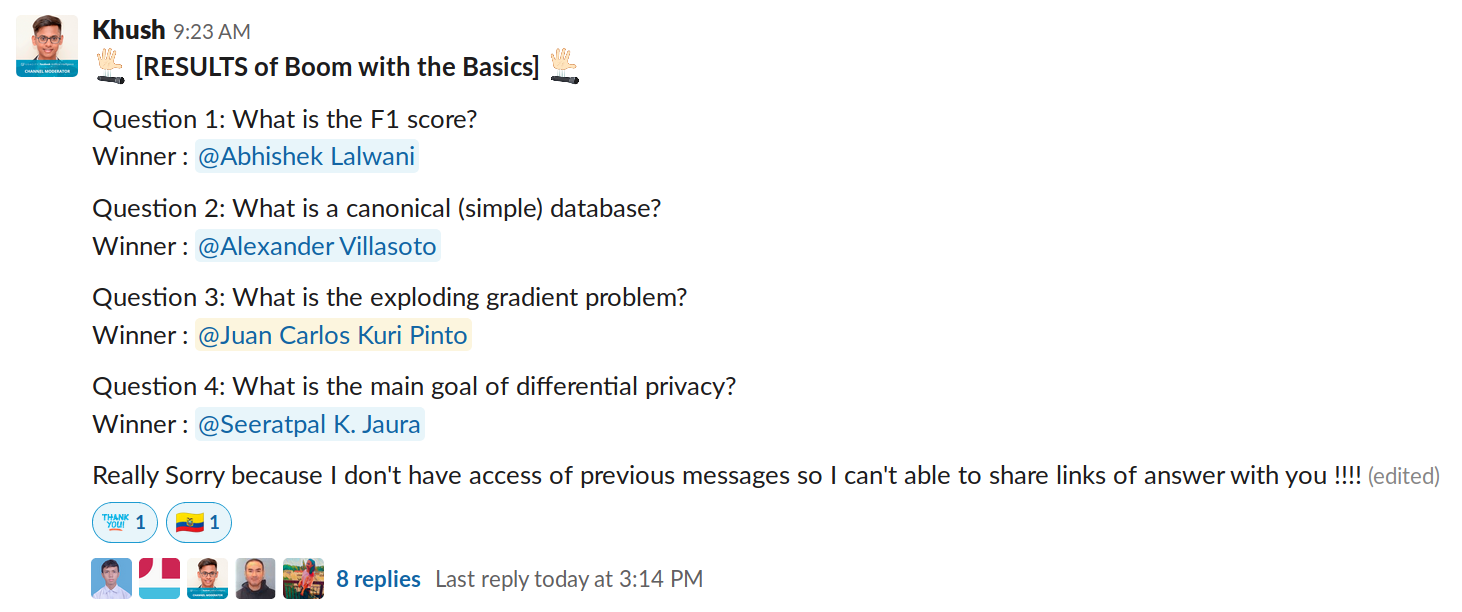 Khush 9:23 AM
[RESULTS of Boom with the Basics]
Question 1: What is the F1 score?
Winner : @Abhishek Lalwani
Question 2: What is a canonical (simple) database?
Winner : @Alexander Villasoto
Question 3: What is the exploding gradient problem?
Winner : @Juan Carlos Kuri Pinto
Question 4: What is the main goal of differential privacy?
Winner : @Seeratpal K. Jaura
Really Sorry because I don't have access of previous messages so I can't able to share links of answer with you !!!! (edited)
THANK YOU! 1 1
8 replies Last reply today at 3:14 PM
CHANNEL MODERATOR